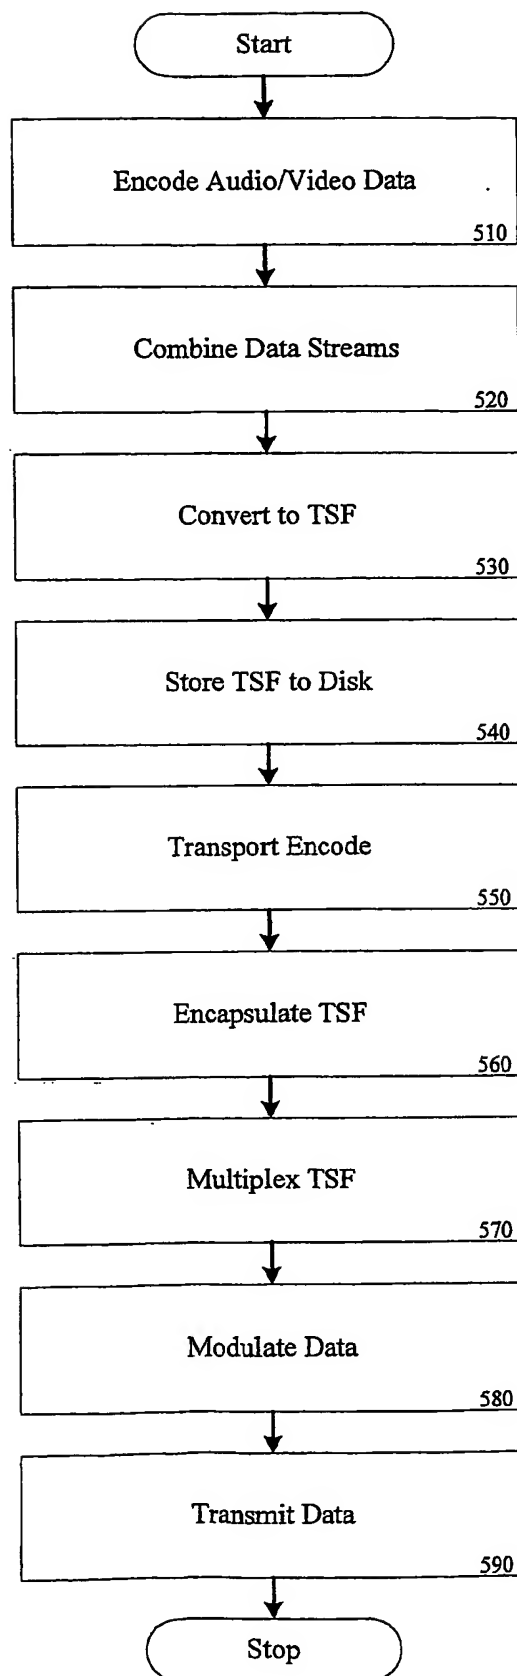 Start
Encode Audio/Video Data
510
Combine Data Streams
520
Convert to TSF
530
Store TSF to Disk
540
Transport Encode
550
Encapsulate TSF
560
Multiplex TSF
570
Modulate Data
580
Transmit Data
590
Stop